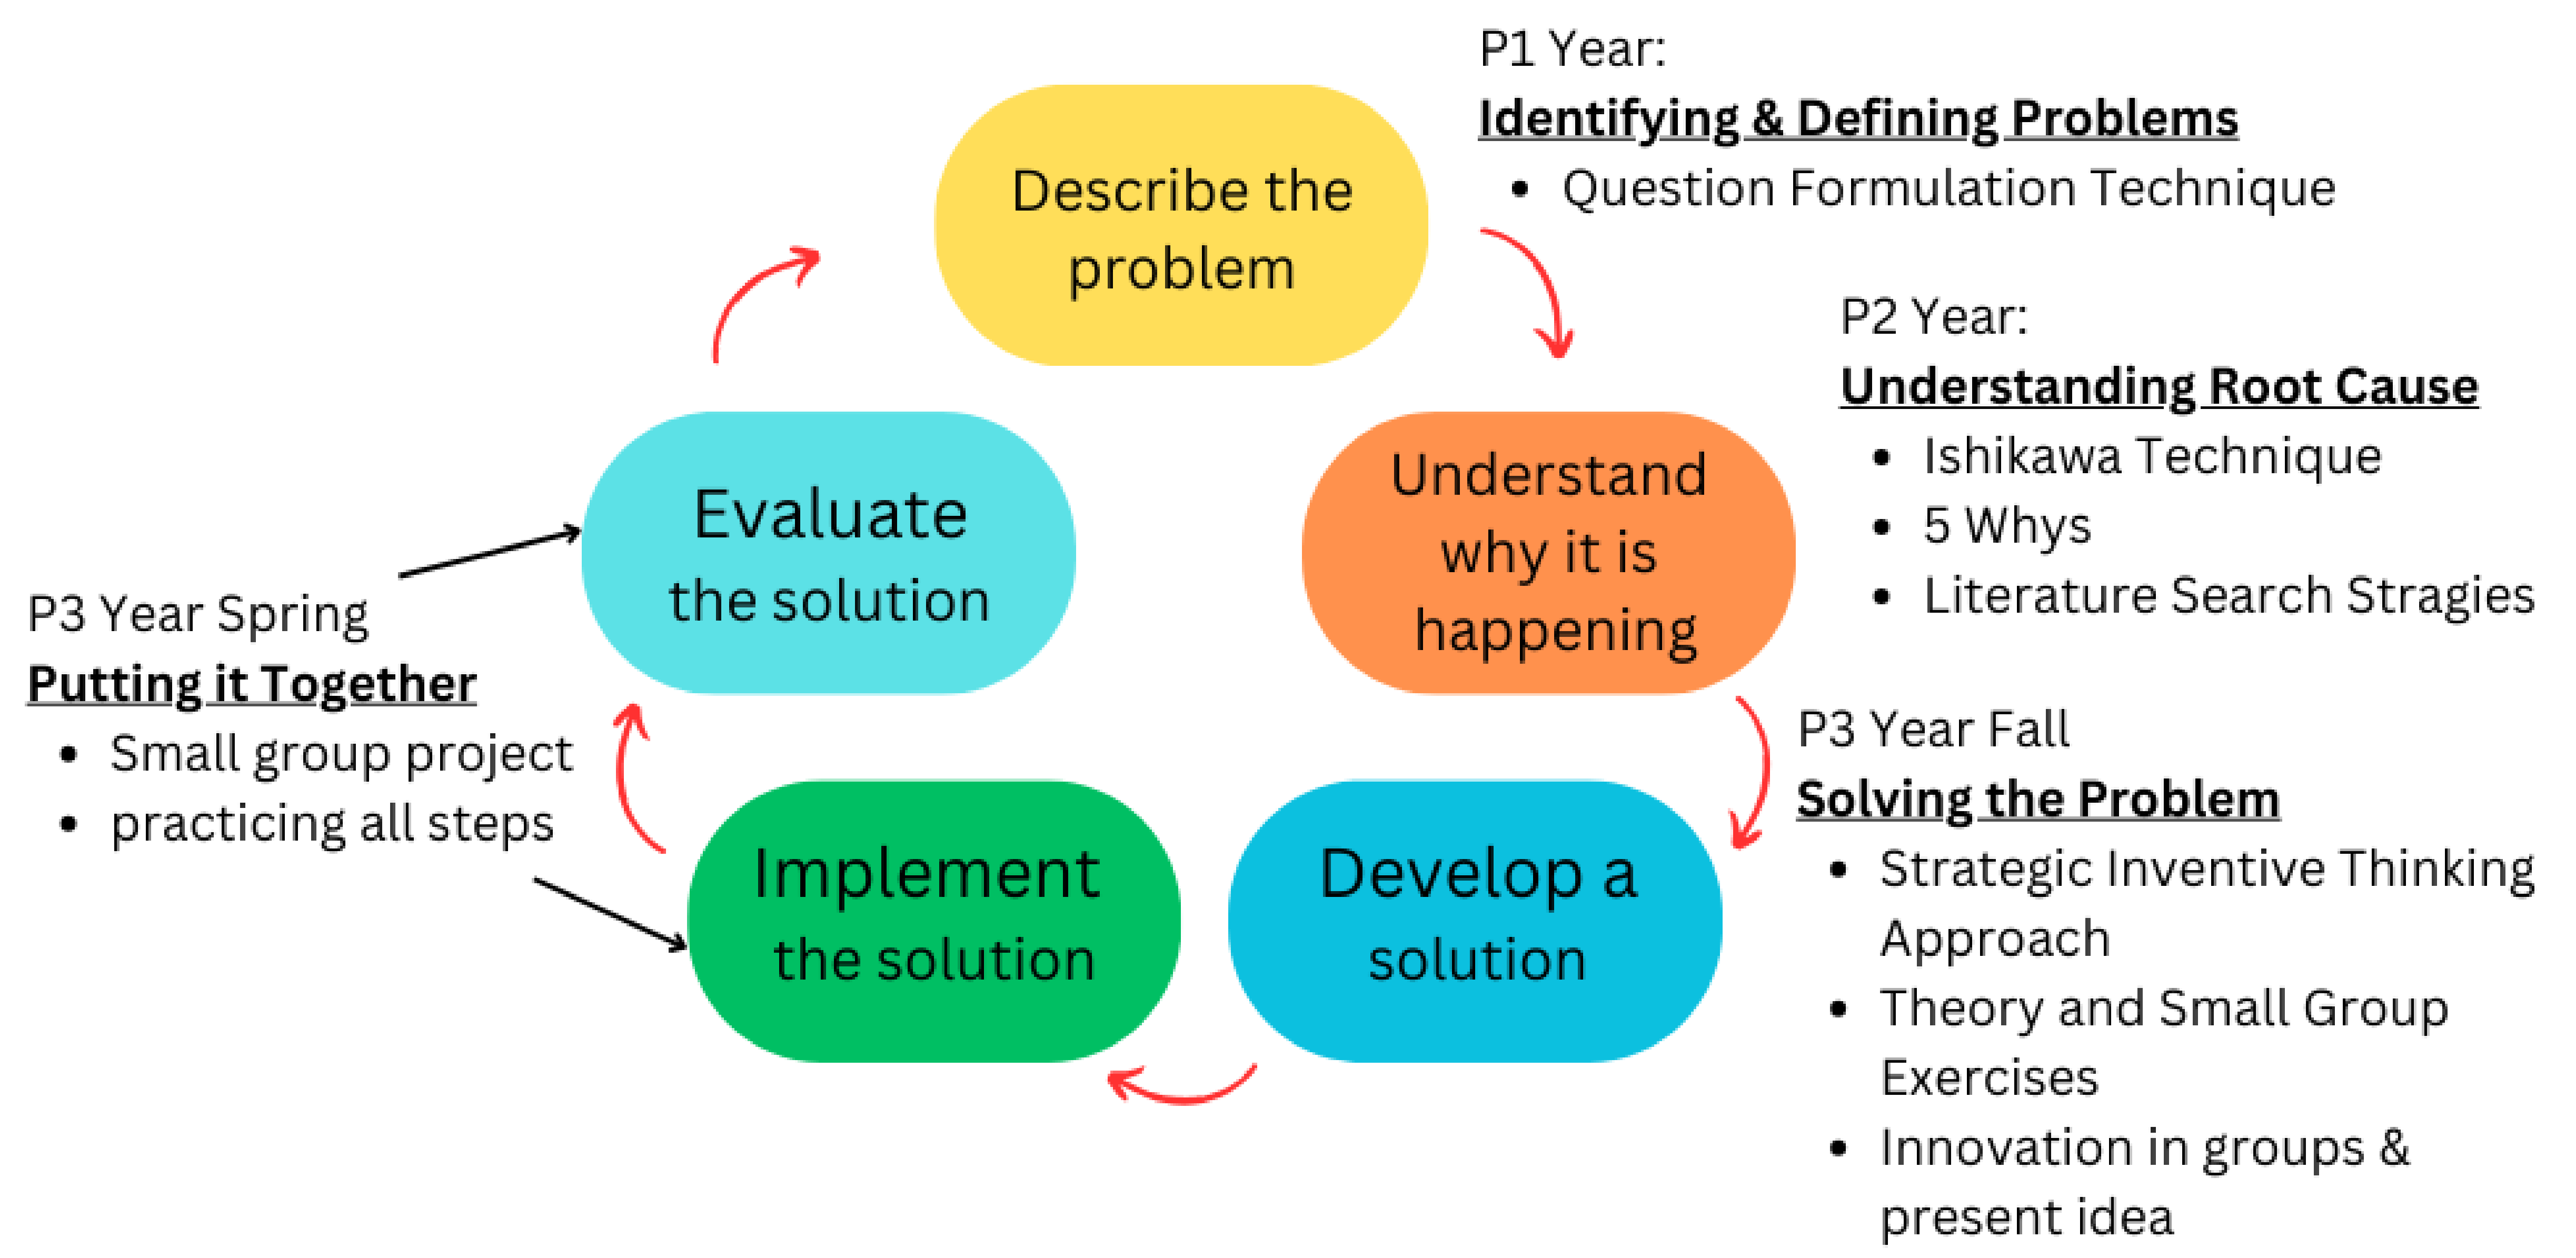 P1 Year:
Identifying & Defining Problems
• Question Formulation Technique
Describe the
problem
P2 Year:
Understanding Root Cause
• Ishikawa Technique
• 5 Whys
• Literature Search Stragies
Understand
why it is
happening
P3 Year Fall
Solving the Problem
• Strategic Inventive Thinking
Approach
• Theory and Small Group
Exercises
• Innovation in groups &
present idea
Develop a
solution
Implement
the solution
Evaluate
the solution
P3 Year Spring
Putting it Together
• Small group project
• practicing all steps